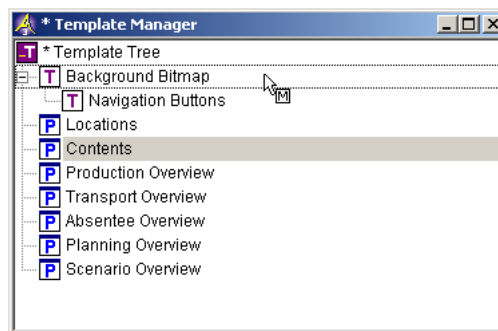 * Template Manager
T * Template Tree
T Background Bitmap
M
T Navigation Buttons
P Locations
P Contents
P Production Overview
P Transport Overview
P Absentee Overview
P Planning Overview
P Scenario Overview